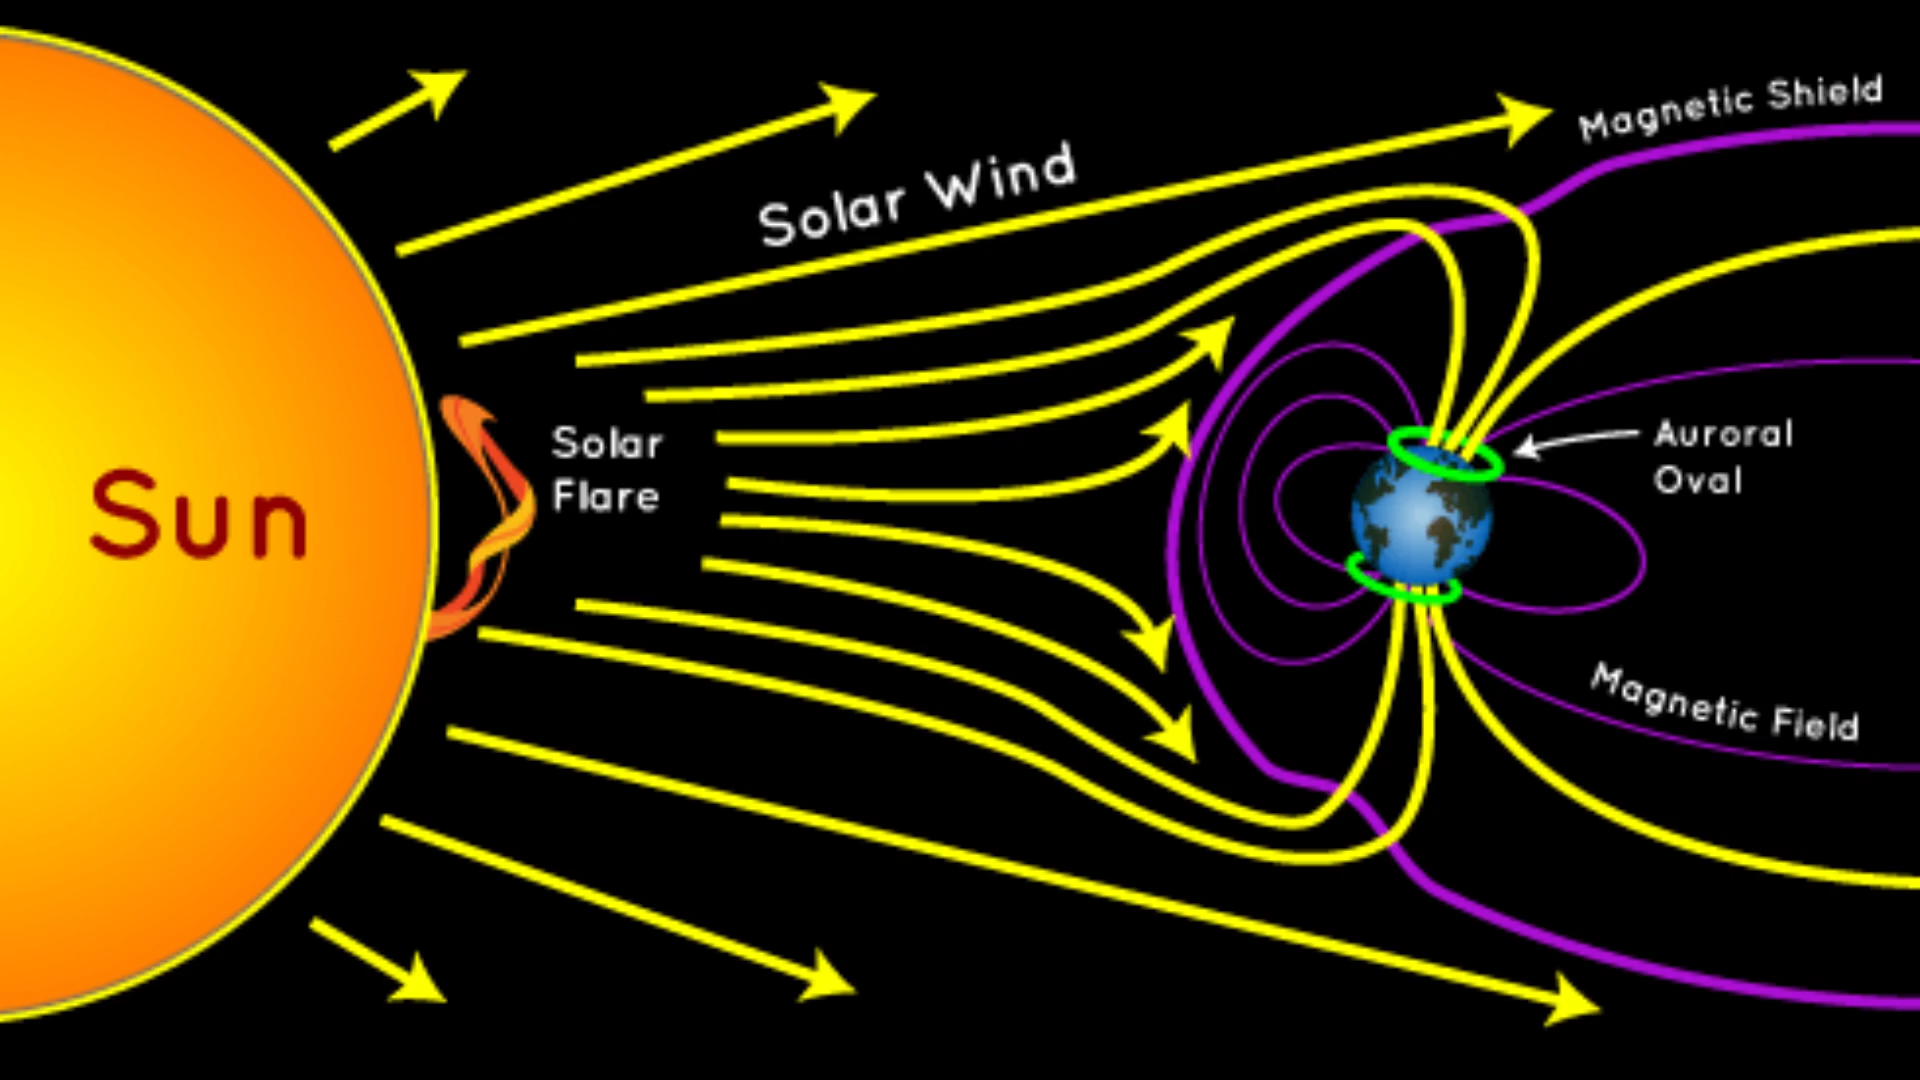 Magnetic Shield
Solar Wind
Solar
Flare
Sun
Auroral
Oval
Magnetic Field